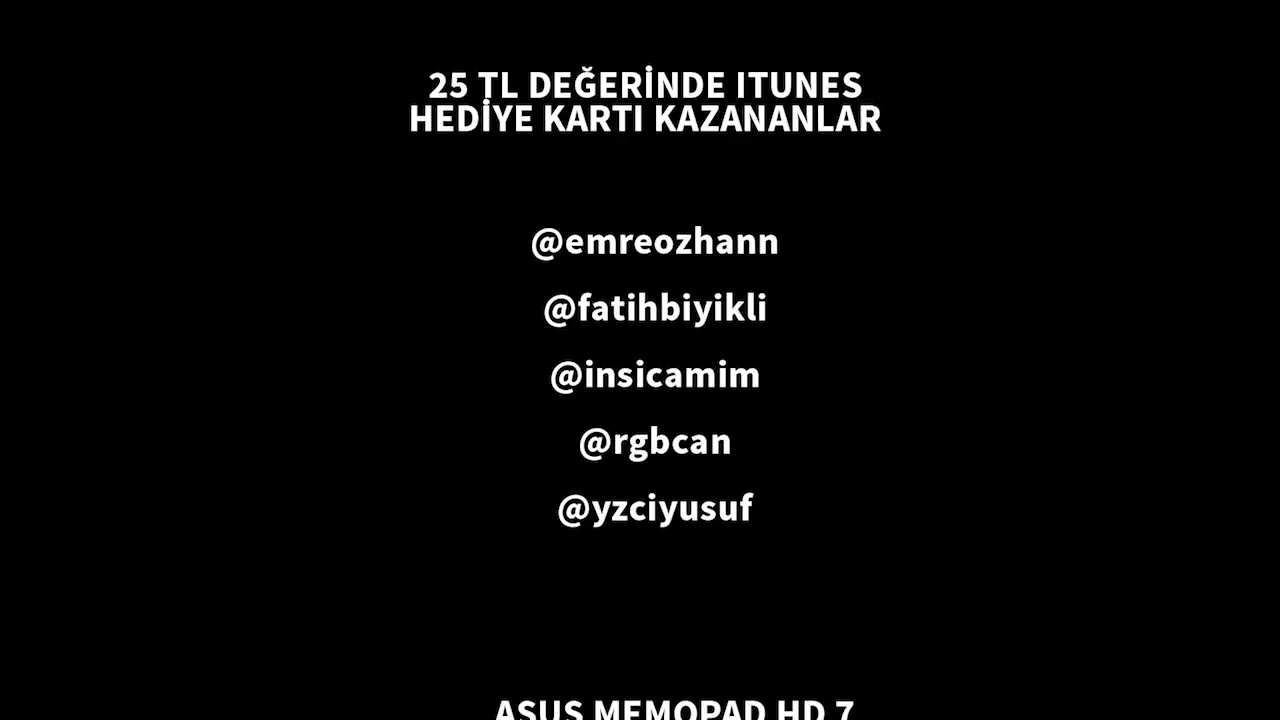 25 TL DEĞERİNDE ITUNES
HEDİYE KARTI KAZANANLAR
@emreozhann
@fatihbiyikli
@insicamim
@rgbcan
@yzciyusuf
ASUS MEMOPAD HD 7